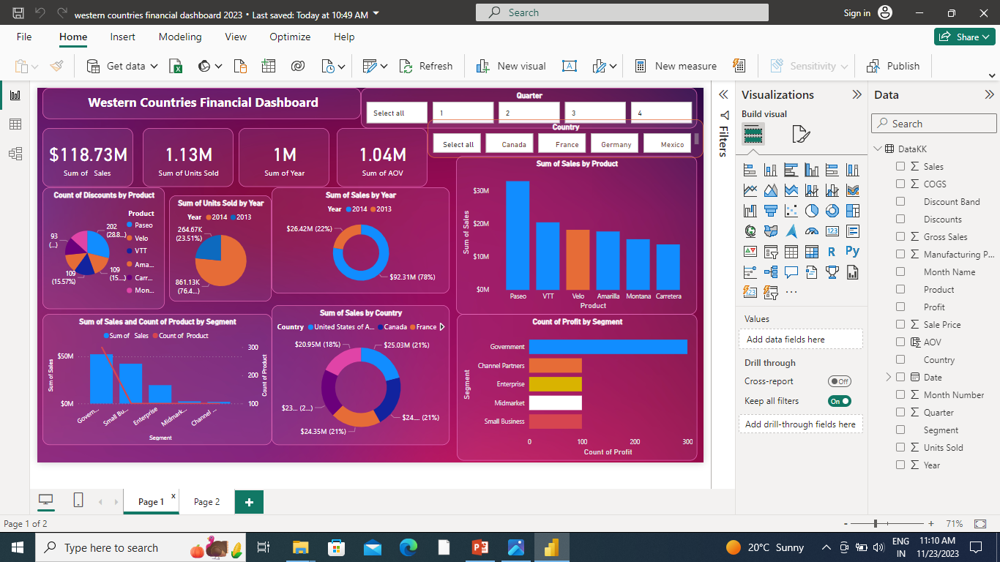 western countries financial dashboard 2023 • Last saved: Today at 10:49 AM
Search
Sign in
File Home Insert Modeling View Optimize Help
Share
Get data
Refresh
New visual
New measure
Sensitivity
Publish
Western Countries Financial Dashboard
Quarter
Select all 1 2 3 4
Country
Select all Canada France Germany Mexico
$118.73M
Sum of Sales
1.13M
Sum of Units Sold
1M
Sum of Year
1.04M
Sum of AOV
Count of Discounts by Product
Product
Paseo
Velo
VTT
Ama...
Carr...
Mon...
202
(28.8...)
93
(...)
109
(15.57%)
109
(15...)
Sum of Units Sold by Year
Year 2014 2013
264.67K
(23.51%)
861.13K
(76.4...)
Sum of Sales by Year
Year 2014 2013
$26.42M (22%)
$92.31M (78%)
Sum of Sales by Product
Sum of Sales
$30M
$20M
$10M
$0M
Paseo VTT Velo Amarilla Montana Carretera
Product
Sum of Sales and Count of Product by Segment
Sum of Sales Count of Product
Sum of Sales
$50M
$0M
300
200
100
Count of Product
Govern... Small Bu... Enterprise Midmark... Channel ...
Segment
Sum of Sales by Country
Country United States of A... Canada France
$20.95M (18%)
$25.03M (21%)
$23... (2...)
$24.... (21%)
$24.35M (21%)
Count of Profit by Segment
Segment
Government
Channel Partners
Enterprise
Midmarket
Small Business
0 100 200 300
Count of Profit
Filters
Visualizations
Build visual
123
R
Py
123
Values
Add data fields here
Drill through
Cross-report
Off
Keep all filters
On
Add drill-through fields here
Data
Search
DataKK
Sales
COGS
Discount Band
Discounts
Gross Sales
Manufacturing P...
Month Name
Product
Profit
Sale Price
AOV
Country
Date
Month Number
Quarter
Segment
Units Sold
Year
Page 1
x
Page 2
+
Page 1 of 2
- + 71%
Type here to search
20°C Sunny
ENG
IN
11:10 AM
11/23/2023